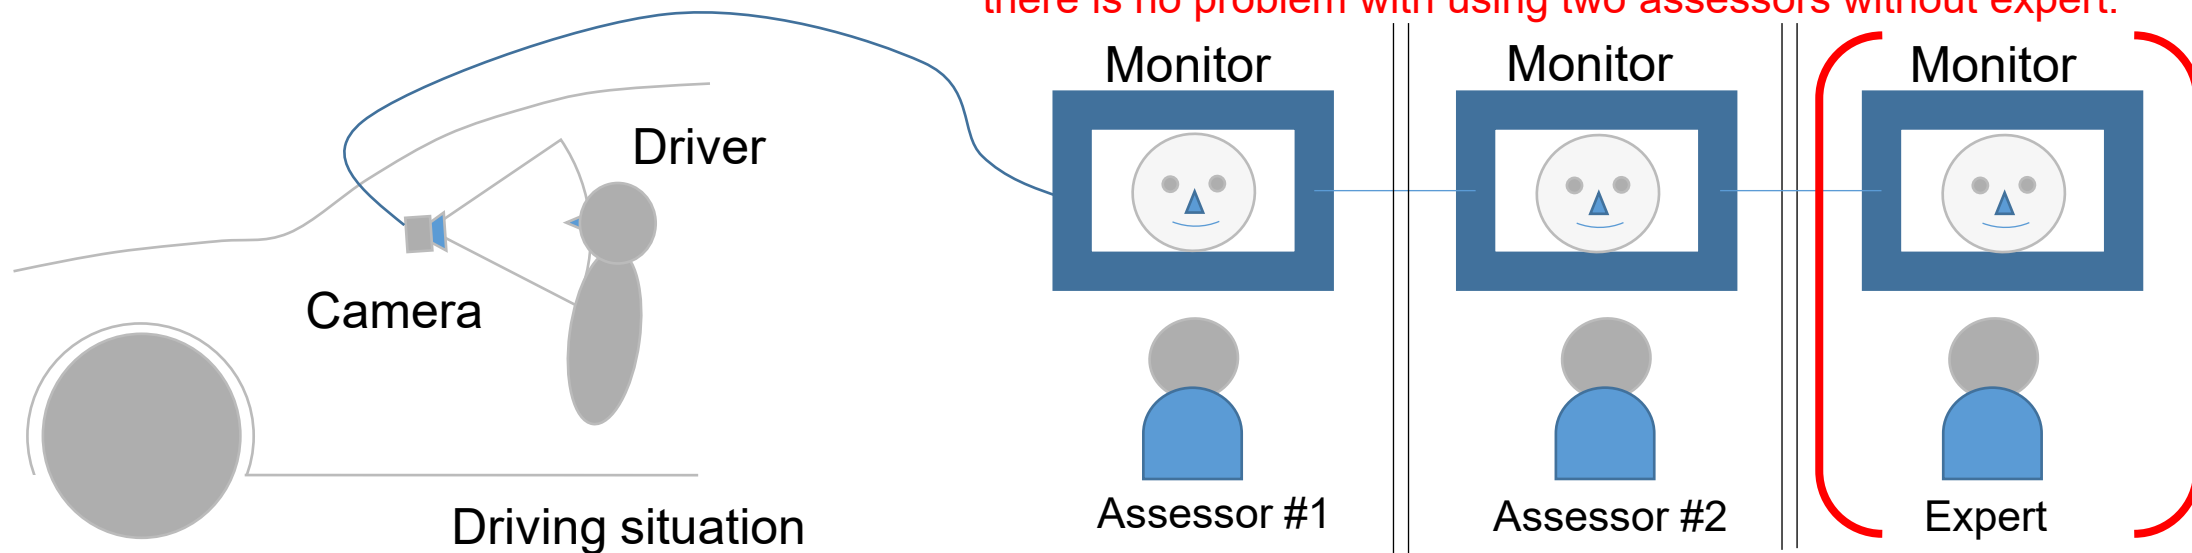 there is no problem with using two assessors without expert.
Monitor
Monitor
Monitor
Driver
Camera
Assessor #1
Assessor #2
Expert
Driving situation